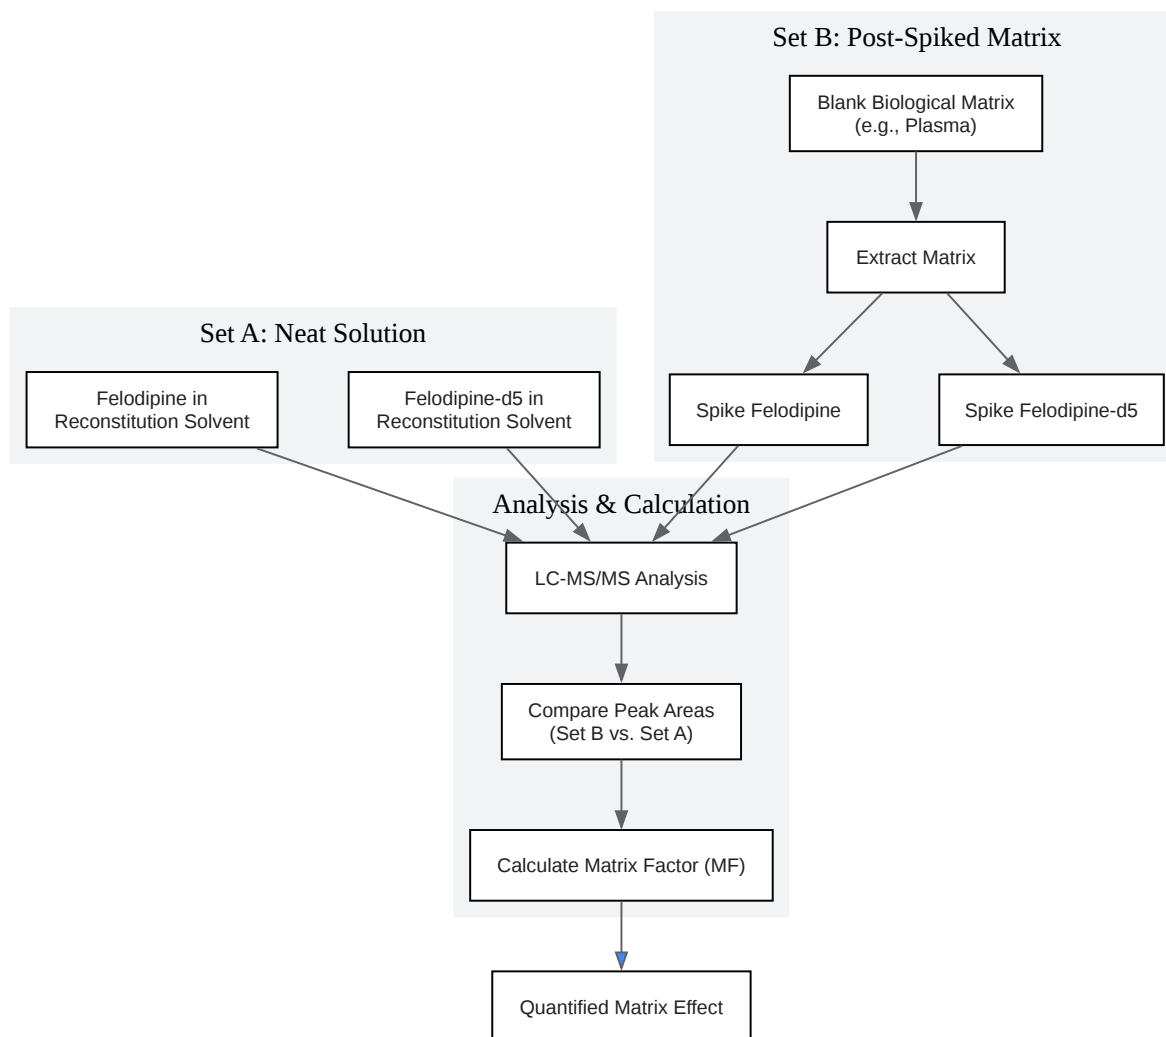 Set B: Post-Spiked Matrix
Blank Biological Matrix
(e.g., Plasma)
Extract Matrix
Set A: Neat Solution
Felodipine in
Reconstitution Solvent
Felodipine-d5 in
Reconstitution Solvent
Spike Felodipine
Spike Felodipine-d5
Analysis & Calculation
LC-MS/MS Analysis
Compare Peak Areas
(Set B vs. Set A)
Calculate Matrix Factor (MF)
Quantified Matrix Effect